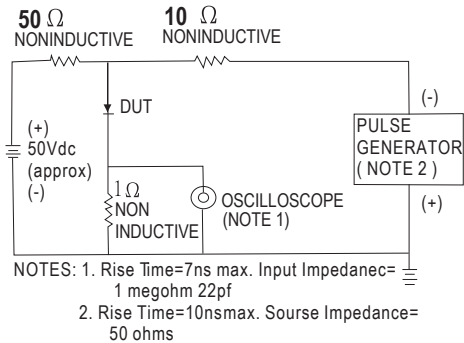 50 Ω
NONINDUCTIVE
10 Ω
NONINDUCTIVE
DUT
(+)
50Vdc
(approx)
(-)
1Ω
NON
INDUCTIVE
OSCILLOSCOPE
(NOTE 1)
(-)
PULSE
GENERATOR
( NOTE 2 )
(+)
NOTES: 1. Rise Time=7ns max. Input Impedanec=
1 megohm 22pf
2. Rise Time=10nsmax. Sourse Impedance=
50 ohms